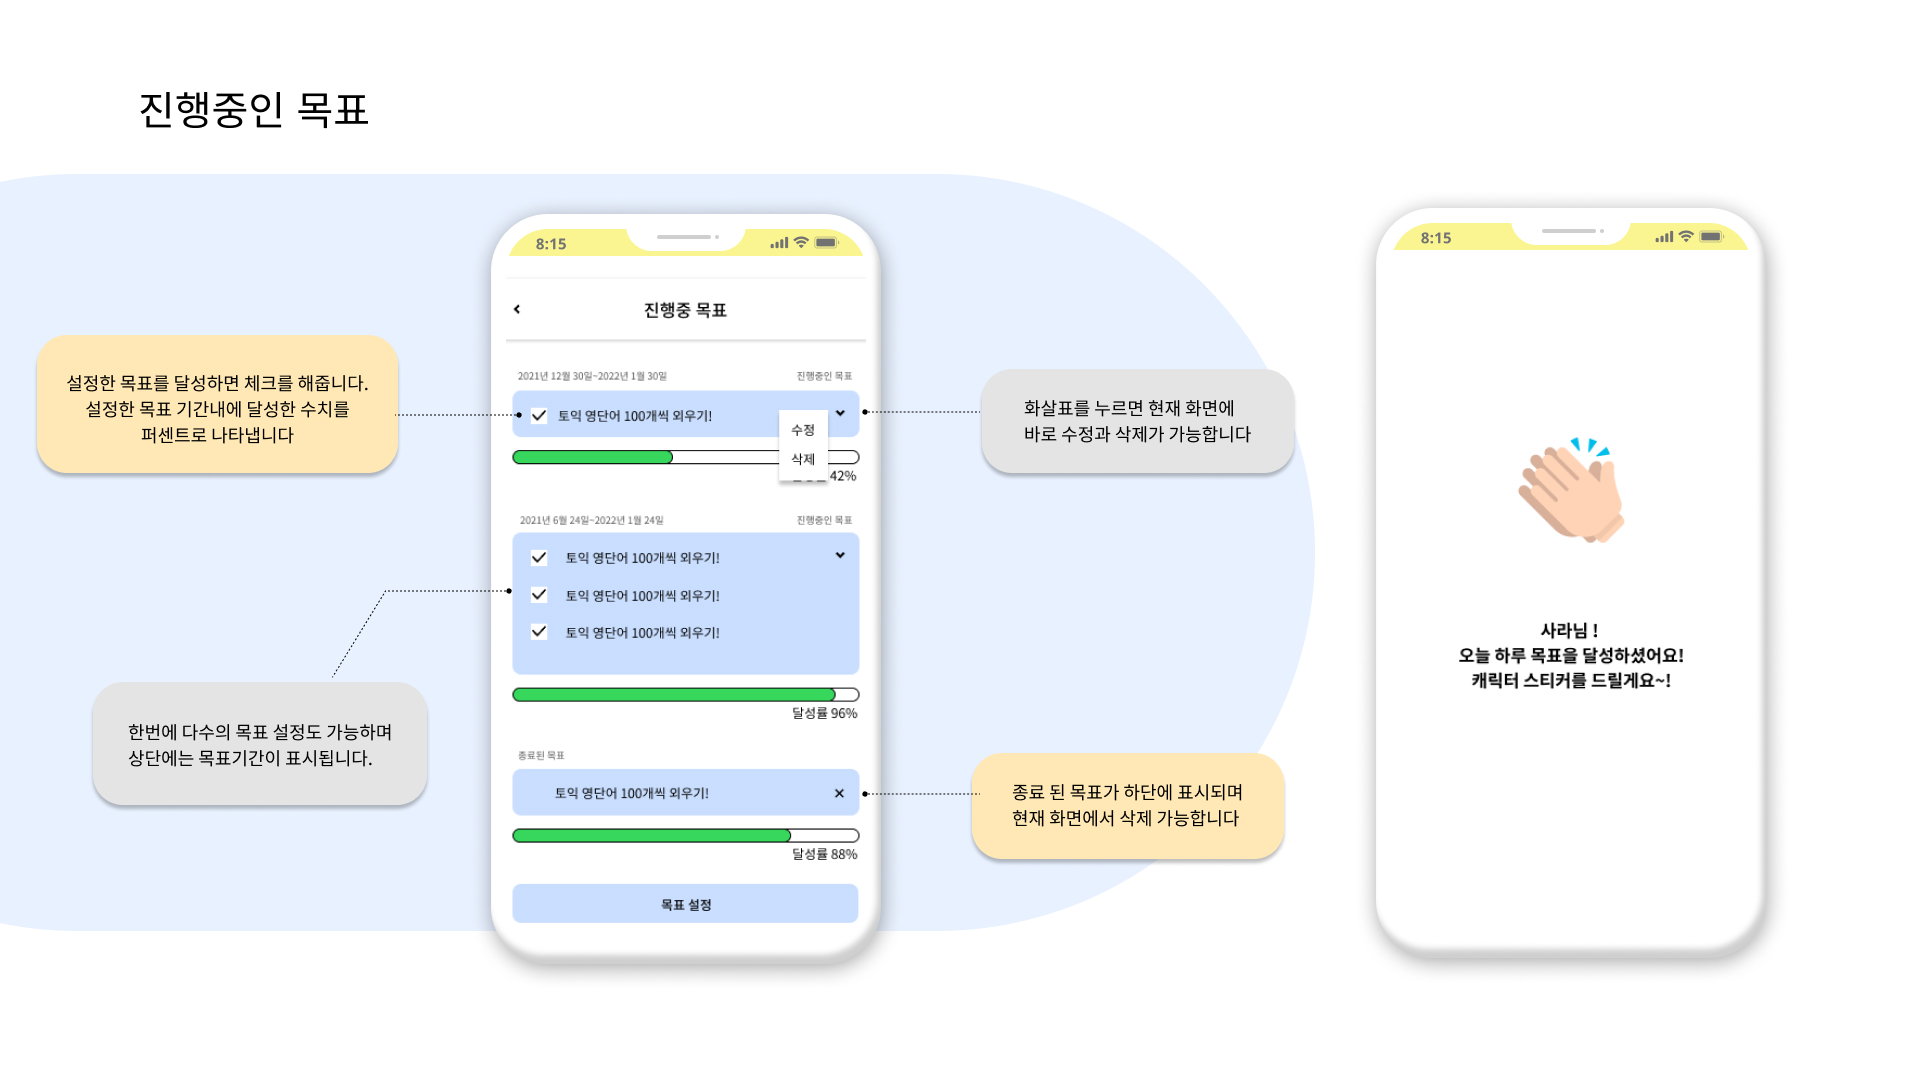 진행중인 목표
8:15
진행중 목표
2021년 12월 30일~2022년 1월 30일
진행중인 목표
토익 영단어 100개씩 외우기!
수정
삭제
42%
2021년 6월 24일~2022년 1월 24일
진행중인 목표
토익 영단어 100개씩 외우기!
토익 영단어 100개씩 외우기!
토익 영단어 100개씩 외우기!
달성률 96%
종료된 목표
토익 영단어 100개씩 외우기!
달성률 88%
목표 설정
설정한 목표를 달성하면 체크를 해줍니다.
설정한 목표 기간내에 달성한 수치를
퍼센트로 나타냅니다
한번에 다수의 목표 설정도 가능하며
상단에는 목표기간이 표시됩니다.
화살표를 누르면 현재 화면에
바로 수정과 삭제가 가능합니다
종료 된 목표가 하단에 표시되며
현재 화면에서 삭제 가능합니다
8:15
사라님 !
오늘 하루 목표을 달성하셨어요!
캐릭터 스티커를 드릴게요~!